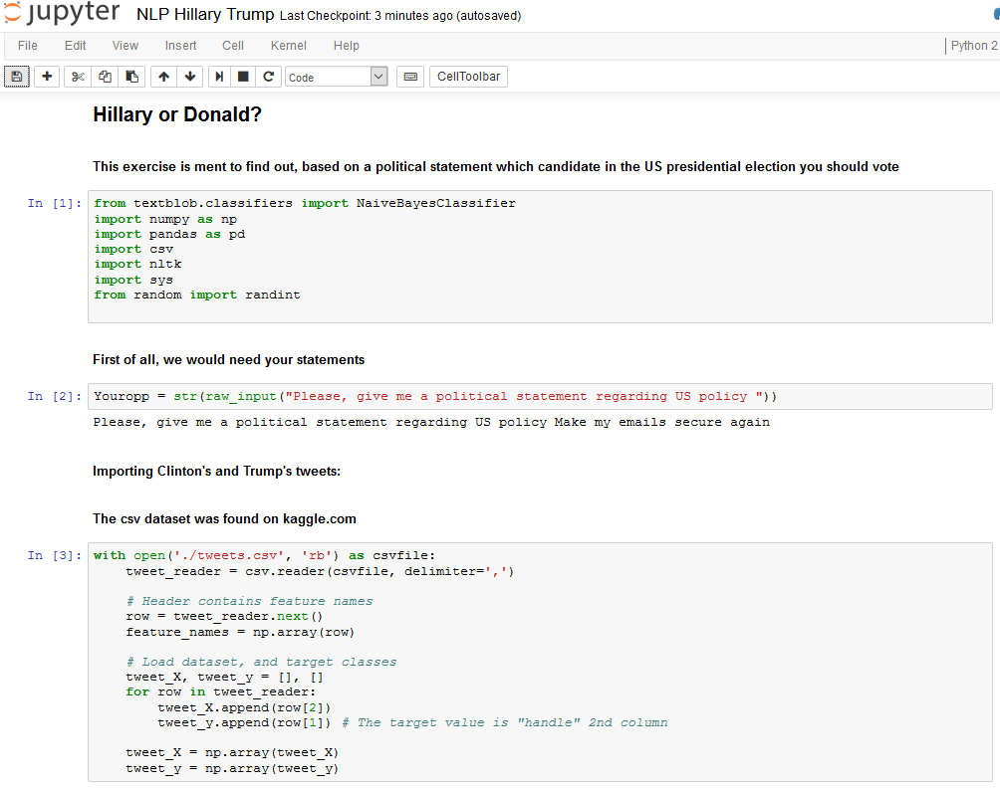 jupyter NLP Hillary Trump Last Checkpoint: 3 minutes ago (autosaved)
File Edit View Insert Cell Kernel Help Python 2
Code CellToolbar
Hillary or Donald?
This exercise is ment to find out, based on a political statement which candidate in the US presidential election you should vote
In [1]: from textblob.classifiers import NaiveBayesClassifier
import numpy as np
import pandas as pd
import csv
import nltk
import sys
from random import randint
First of all, we would need your statements
In [2]: Youropp = str(raw_input("Please, give me a political statement regarding US policy "))
Please, give me a political statement regarding US policy Make my emails secure again
Importing Clinton's and Trump's tweets:
The csv dataset was found on kaggle.com
In [3]: with open('./tweets.csv', 'rb') as csvfile:
    tweet_reader = csv.reader(csvfile, delimiter=',')
    # Header contains feature names
    row = tweet_reader.next()
    feature_names = np.array(row)
    # Load dataset, and target classes
    tweet_X, tweet_y = [], []
    for row in tweet_reader:
        tweet_X.append(row[2])
        tweet_y.append(row[1]) # The target value is "handle" 2nd column
    tweet_X = np.array(tweet_X)
    tweet_y = np.array(tweet_y)